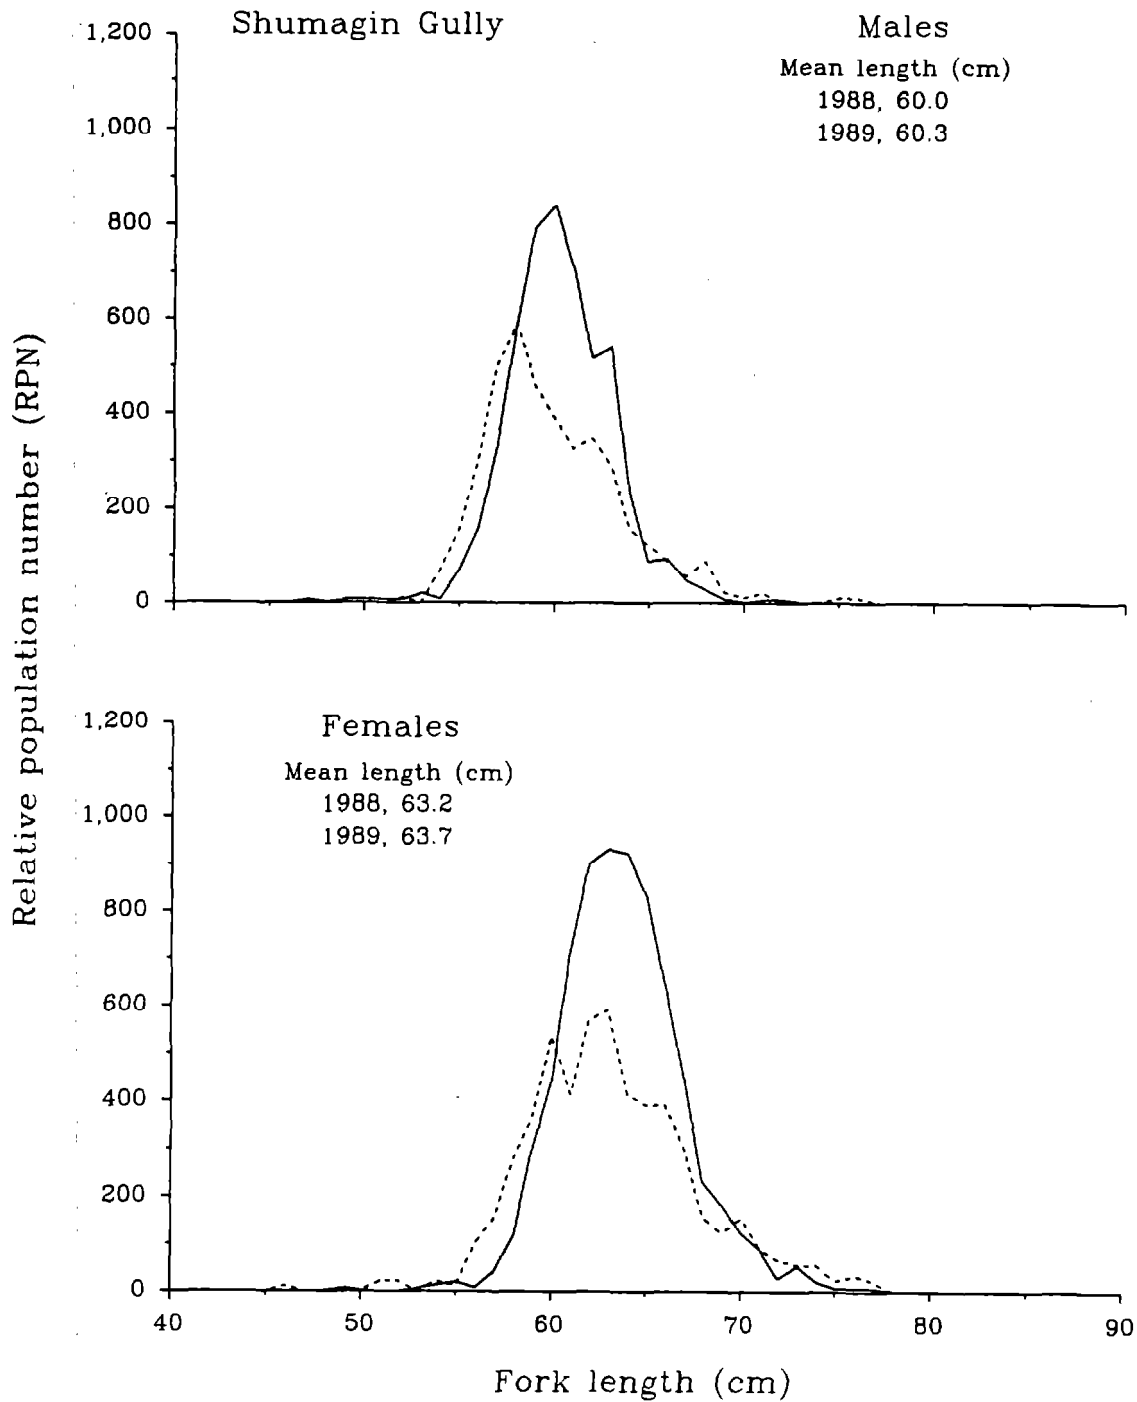 Shumagin Gully
Males
Mean length (cm)
1988, 60.0
1989, 60.3
1,200
1,000
800
600
400
200
0
Relative population number (RPN)
Females
Mean length (cm)
1988, 63.2
1989, 63.7
1,200
1,000
800
600
400
200
0
40 50 60 70 80 90
Fork length (cm)